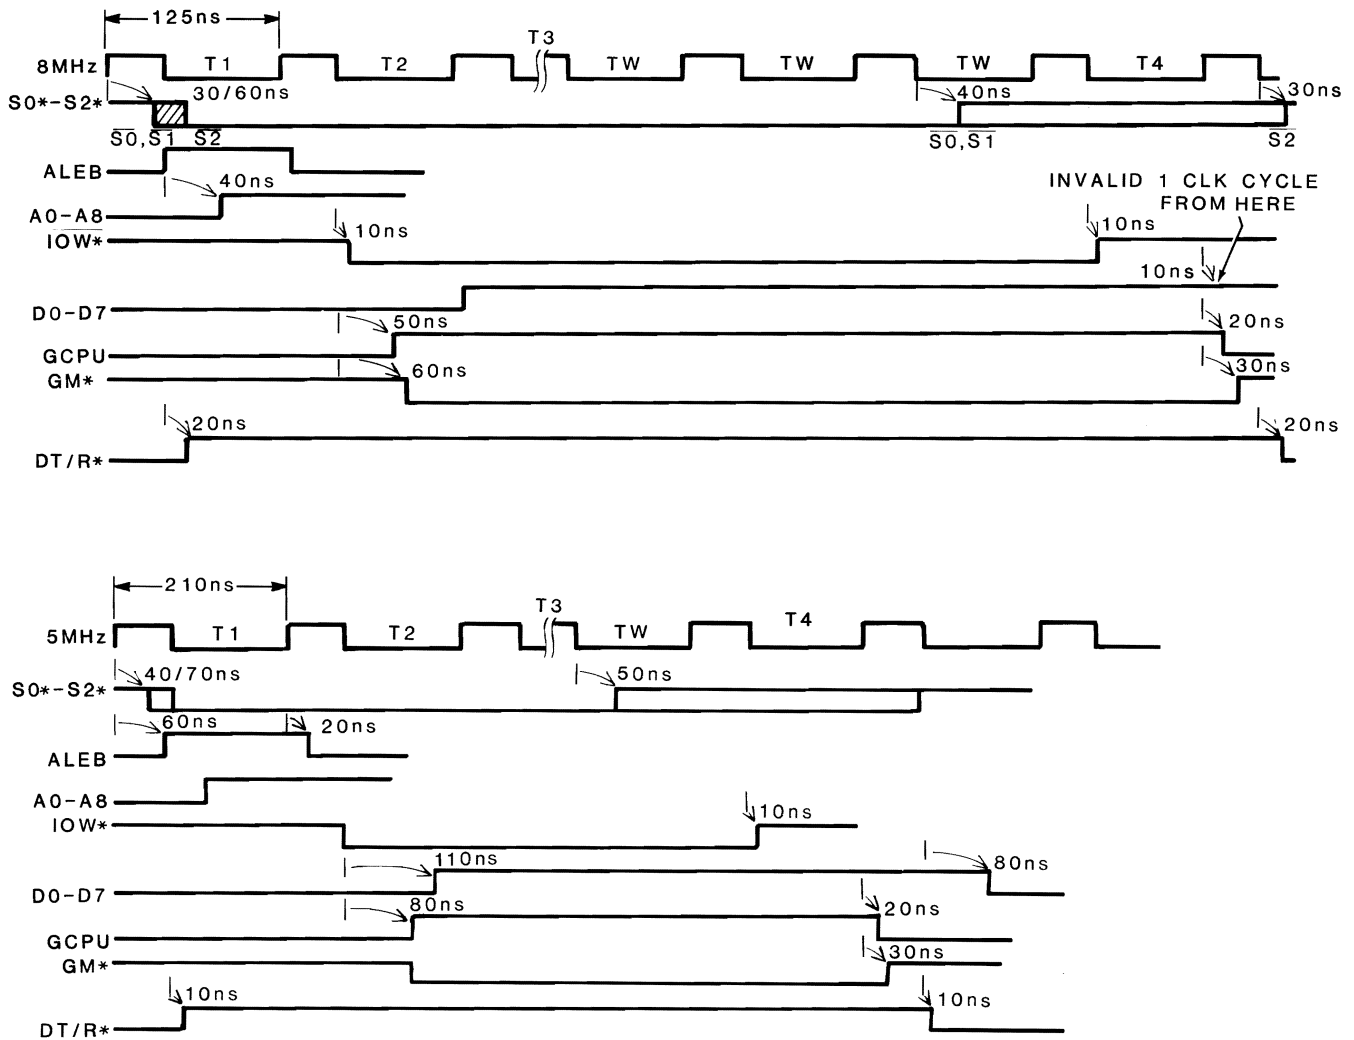 125ns
T3
8MHz T1 T2 TW TW TW T4
30/60ns 40ns 30ns
S0*-S2*
S0,S1 S2 S0,S1 S2
ALEB
40ns
INVALID 1 CLK CYCLE
FROM HERE
A0-A8
IOW* 10ns 10ns
10ns
D0-D7
50ns 20ns
GCPU
GM* 60ns 30ns
20ns 20ns
DT/R*
210ns
T3
5MHz T1 T2 TW T4
40/70ns 50ns
S0*-S2*
60ns 20ns
ALEB
A0-A8
IOW* 10ns
110ns 80ns
D0-D7
80ns 20ns
GCPU
30ns
GM*
10ns 10ns
DT/R*